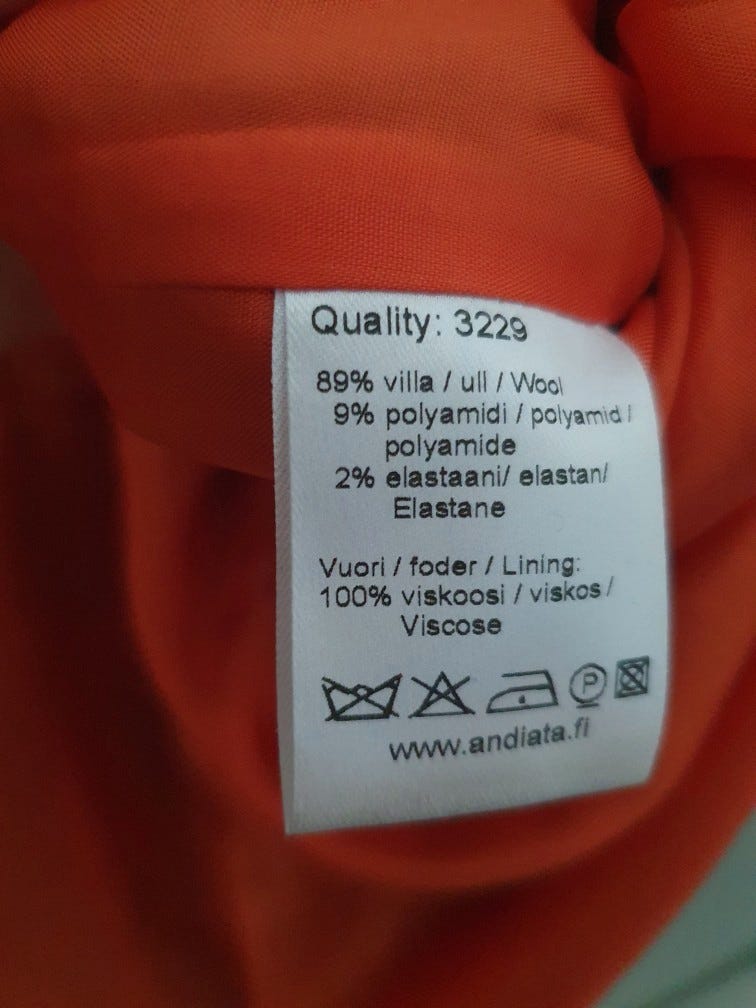 Quality: 3229
89% villa / ull / Wool
9% polyamidi / polyamid /
polyamide
2% elastaani/ elastan/
Elastane
Vuori / foder / Lining:
100% viskoosi / viskos /
Viscose
P
www.andiata.fi